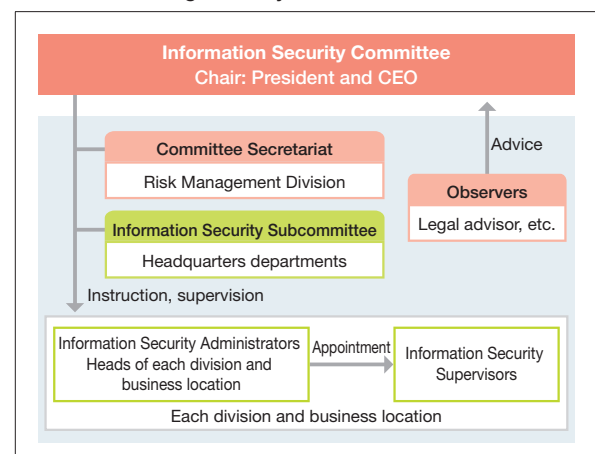 Information Security Committee
Chair: President and CEO
Advice
Committee Secretariat
Risk Management Division
Observers
Legal advisor, etc.
Information Security Subcommittee
Headquarters departments
Instruction, supervision
Information Security Administrators
Heads of each division and
business location
Appointment
Information Security
Supervisors
Each division and business location